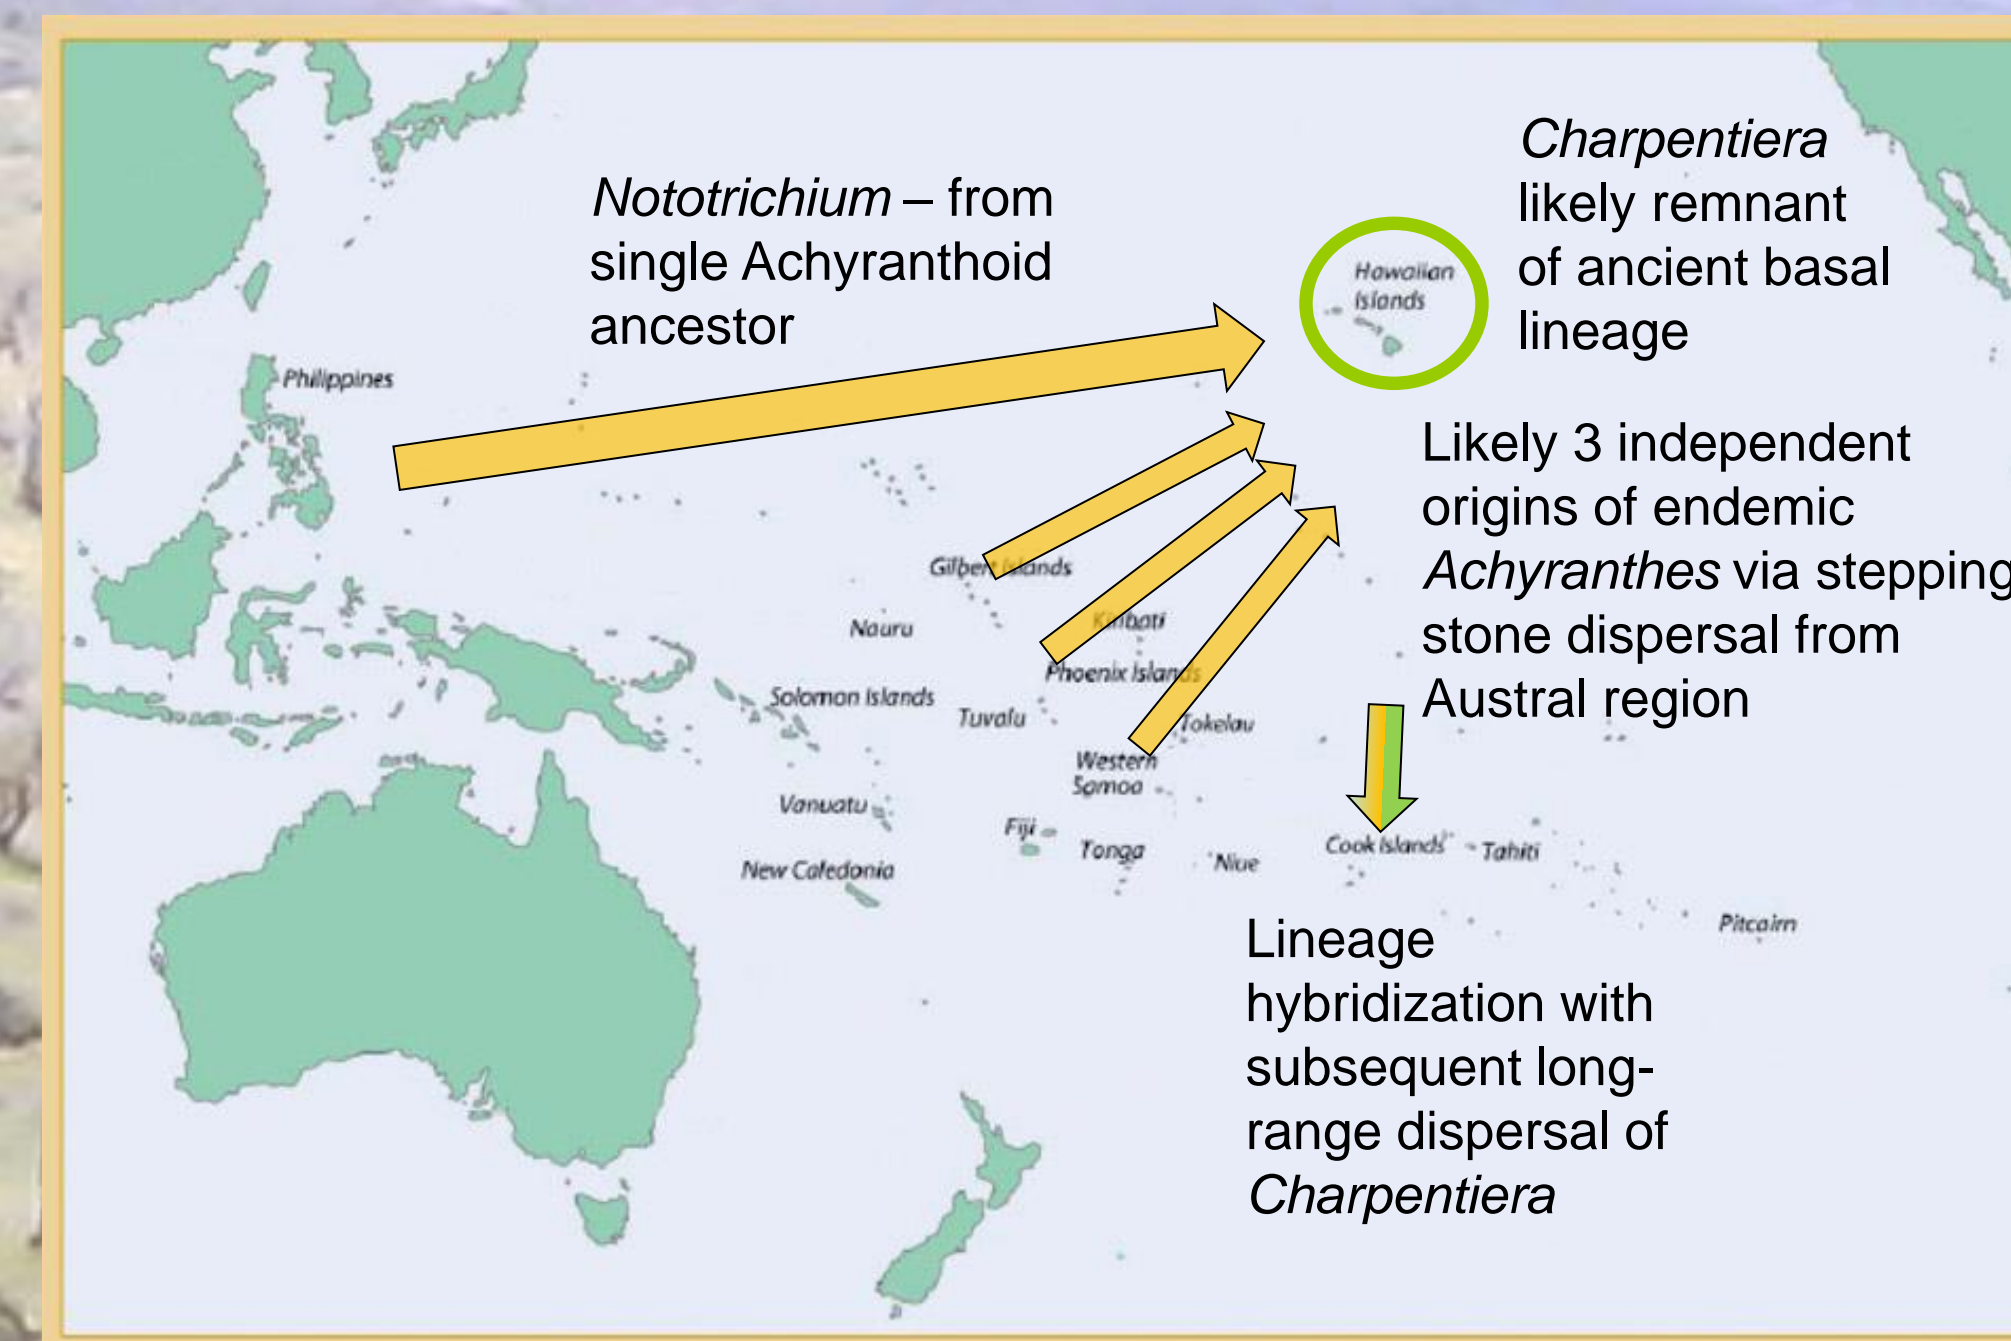 Nototrichium – from
single Achyranthoid
ancestor
Charpentiera
likely remnant
of ancient basal
lineage
Hawaiian
Islands
Philippines
Likely 3 independent
origins of endemic
Achyranthes via stepping
stone dispersal from
Austral region
Gilbert Islands
Nauru
Kiribati
Phoenix Islands
Solomon Islands
Tuvalu
Tokelau
Western
Samoa
Vanuatu
Fiji
Tonga
Niue
Cook Islands
Tahiti
New Caledonia
Pitcairn
Lineage
hybridization with
subsequent long-
range dispersal of
Charpentiera